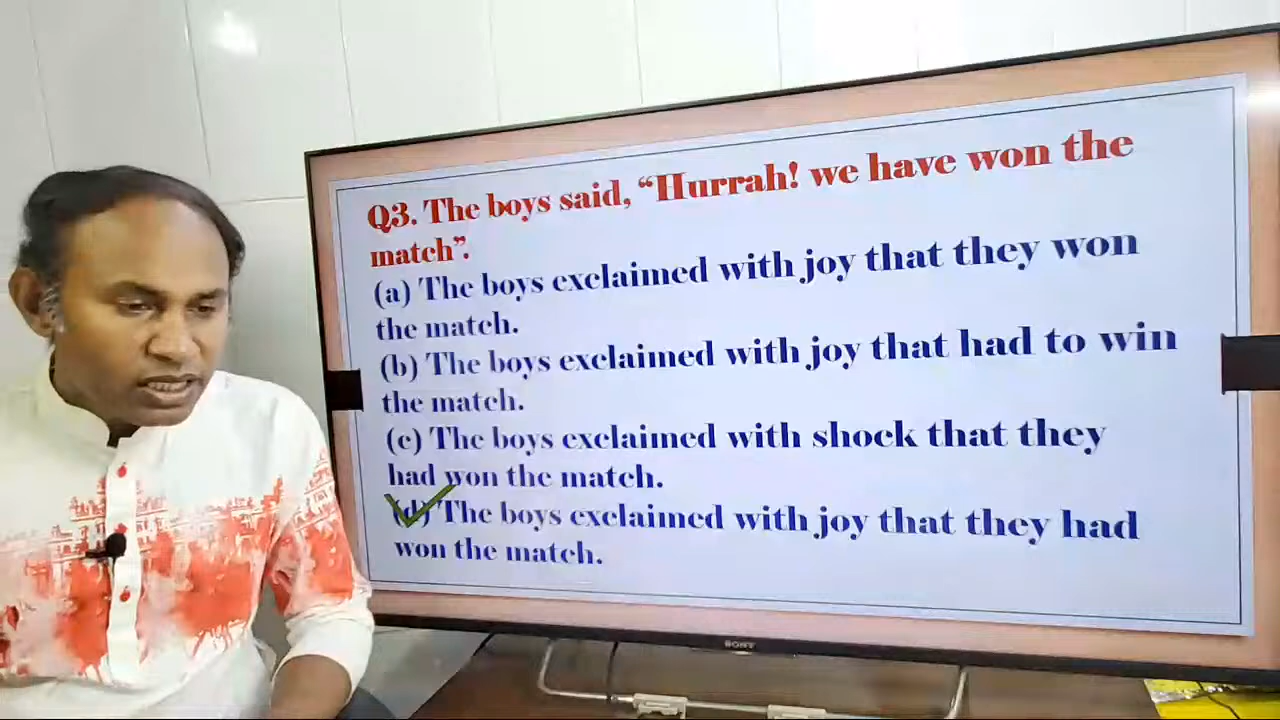 Q3. The boys said, “Hurrah! we have won the
match”.
(a) The boys exclaimed with joy that they won
the match.
(b) The boys exclaimed with joy that had to win
the match.
(c) The boys exclaimed with shock that they
had won the match.
(d) The boys exclaimed with joy that they had
won the match.
SONY